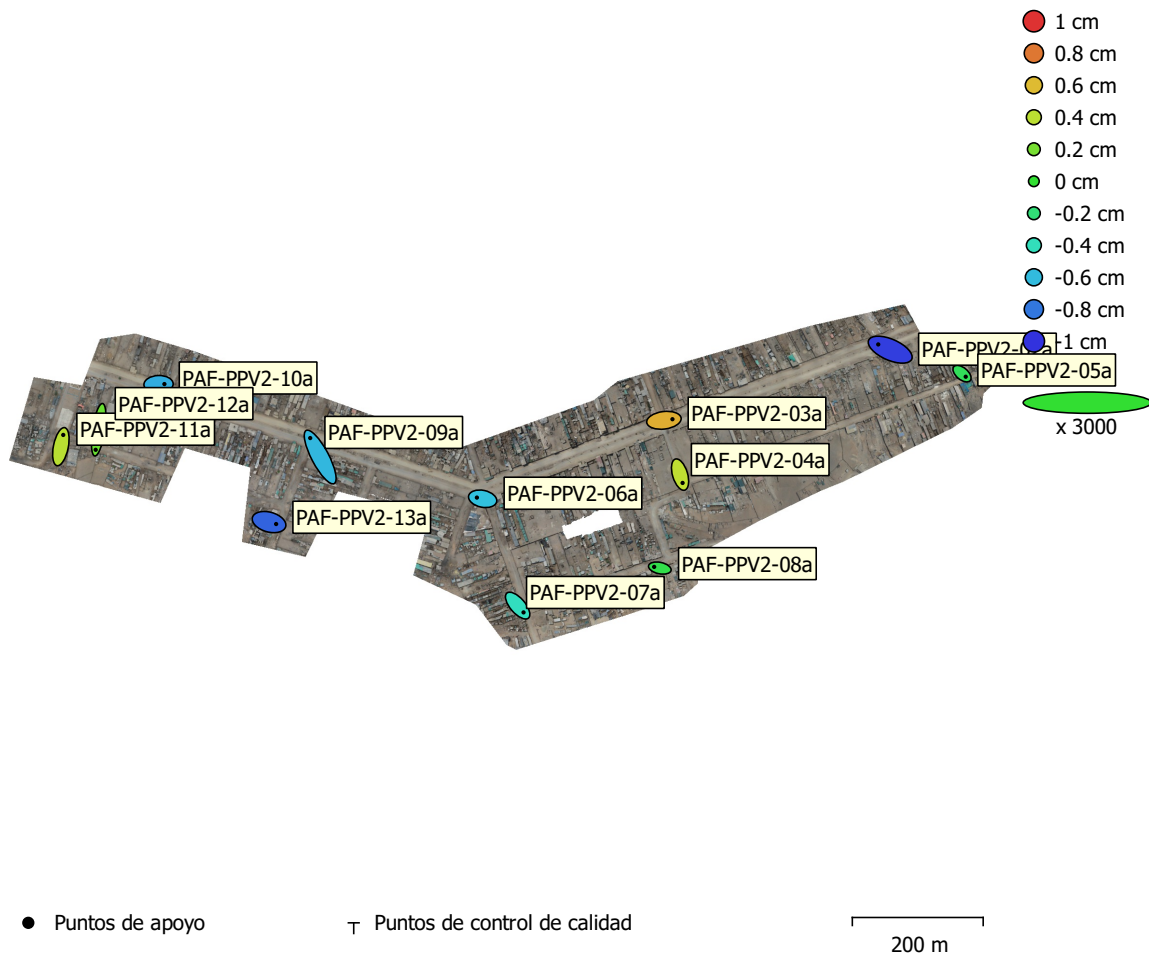 1 cm
0.8 cm
0.6 cm
0.4 cm
0.2 cm
0 cm
-0.2 cm
-0.4 cm
-0.6 cm
-0.8 cm
-1 cm
x 3000
PAF-PPV2-05a
PAF-PPV2-10a
PAF-PPV2-12a
PAF-PPV2-11a
PAF-PPV2-09a
PAF-PPV2-03a
PAF-PPV2-04a
PAF-PPV2-06a
PAF-PPV2-13a
PAF-PPV2-08a
PAF-PPV2-07a
Puntos de apoyo
Puntos de control de calidad
200 m